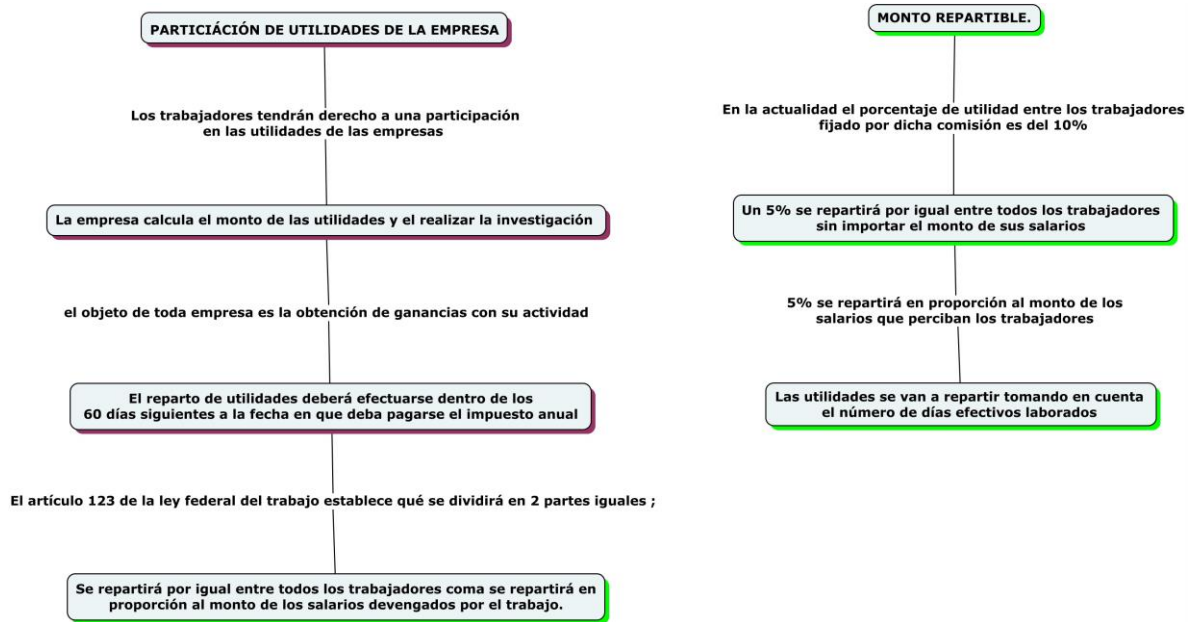 PARTICIÁCIÓN DE UTILIDADES DE LA EMPRESA
Los trabajadores tendrán derecho a una participación
en las utilidades de las empresas
La empresa calcula el monto de las utilidades y el realizar la investigación
el objeto de toda empresa es la obtención de ganancias con su actividad
El reparto de utilidades deberá efectuarse dentro de los
60 días siguientes a la fecha en que deba pagarse el impuesto anual
El artículo 123 de la ley federal del trabajo establece qué se dividirá en 2 partes iguales ;
Se repartirá por igual entre todos los trabajadores coma se repartirá en
proporción al monto de los salarios devengados por el trabajo.
MONTO REPARTIBLE.
En la actualidad el porcentaje de utilidad entre los trabajadores
fijado por dicha comisión es del 10%
Un 5% se repartirá por igual entre todos los trabajadores
sin importar el monto de sus salarios
5% se repartirá en proporción al monto de los
salarios que perciban los trabajadores
Las utilidades se van a repartir tomando en cuenta
el número de días efectivos laborados